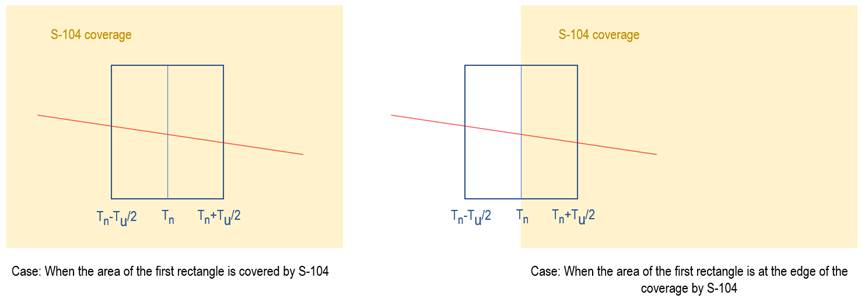 S-104 coverage
Tn-Tu/2 Tn Tn+Tu/2
Case: When the area of the first rectangle is covered by S-104
S-104 coverage
Tn-Tu/2 Tn Tn+Tu/2
Case: When the area of the first rectangle is at the edge of the
coverage by S-104